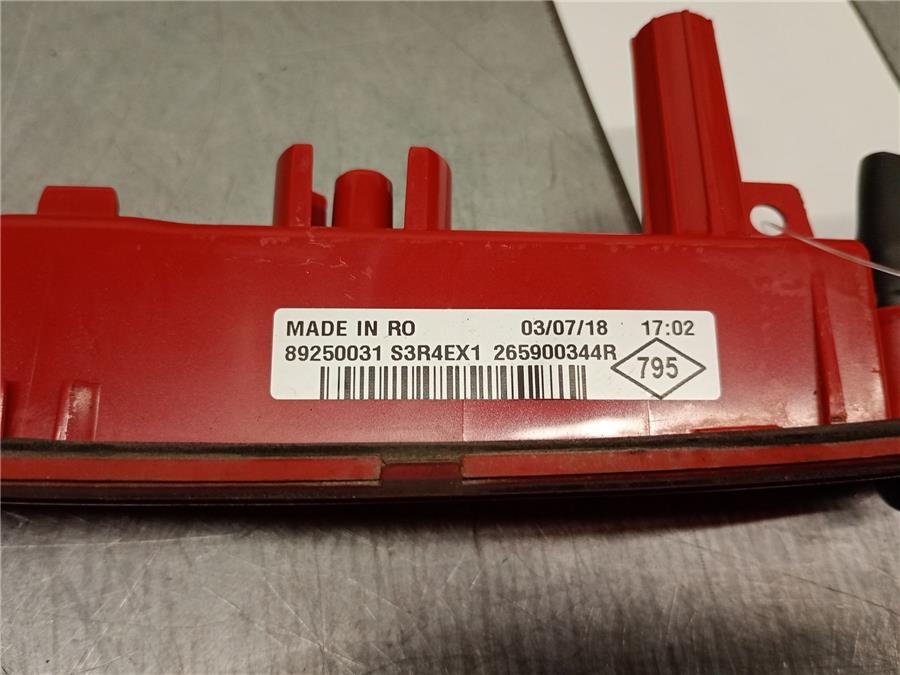 MADE IN RO 03/07/18 17:02
89250031 S3R4EX1 265900344R
795